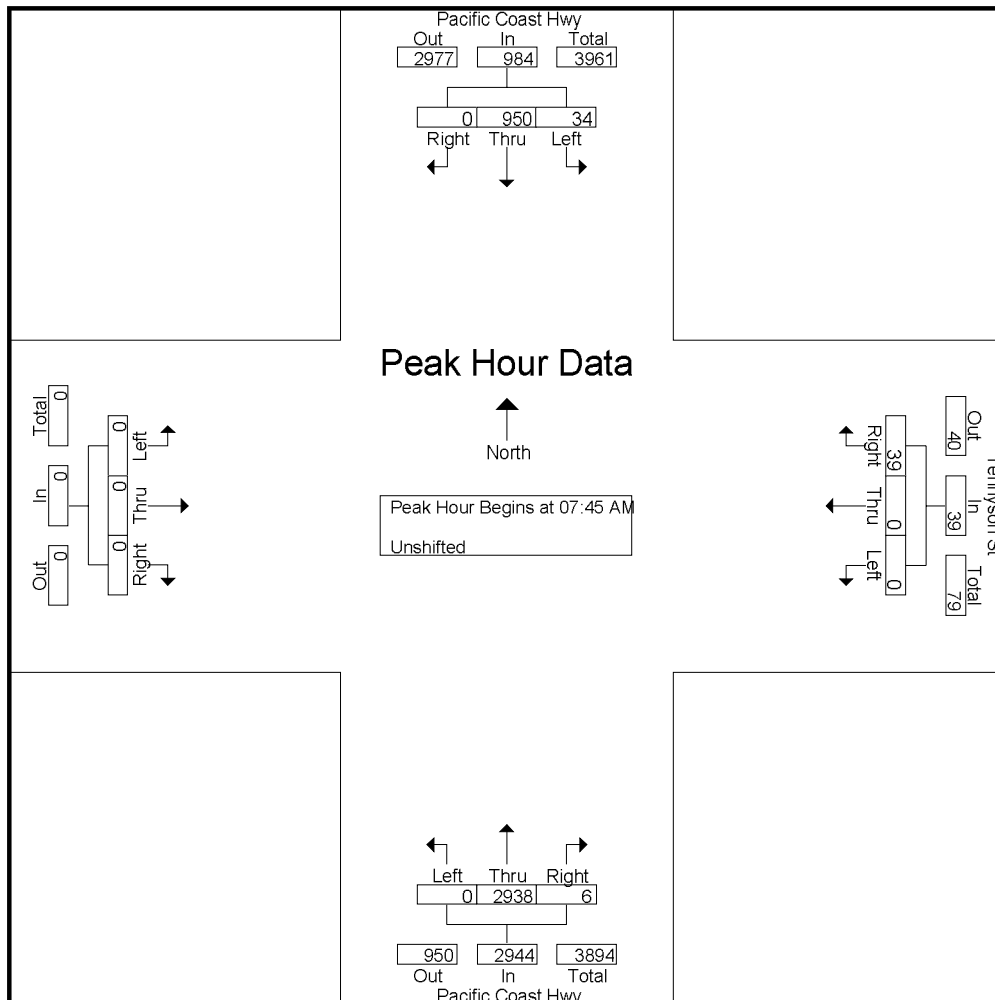 Pacific Coast Hwy
Out In Total
2977 984 3961
0 950 34
Right Thru Left
Peak Hour Data
North
Peak Hour Begins at 07:45 AM
Unshifted
Total In Out
0 0 0
0 0 0
Left Thru Right
Right Thru Left
39 0 0
40 39 79
Out In Total
Tennyson St
Left Thru Right
0 2938 6
950 2944 3894
Out In Total
Pacific Coast Hwy